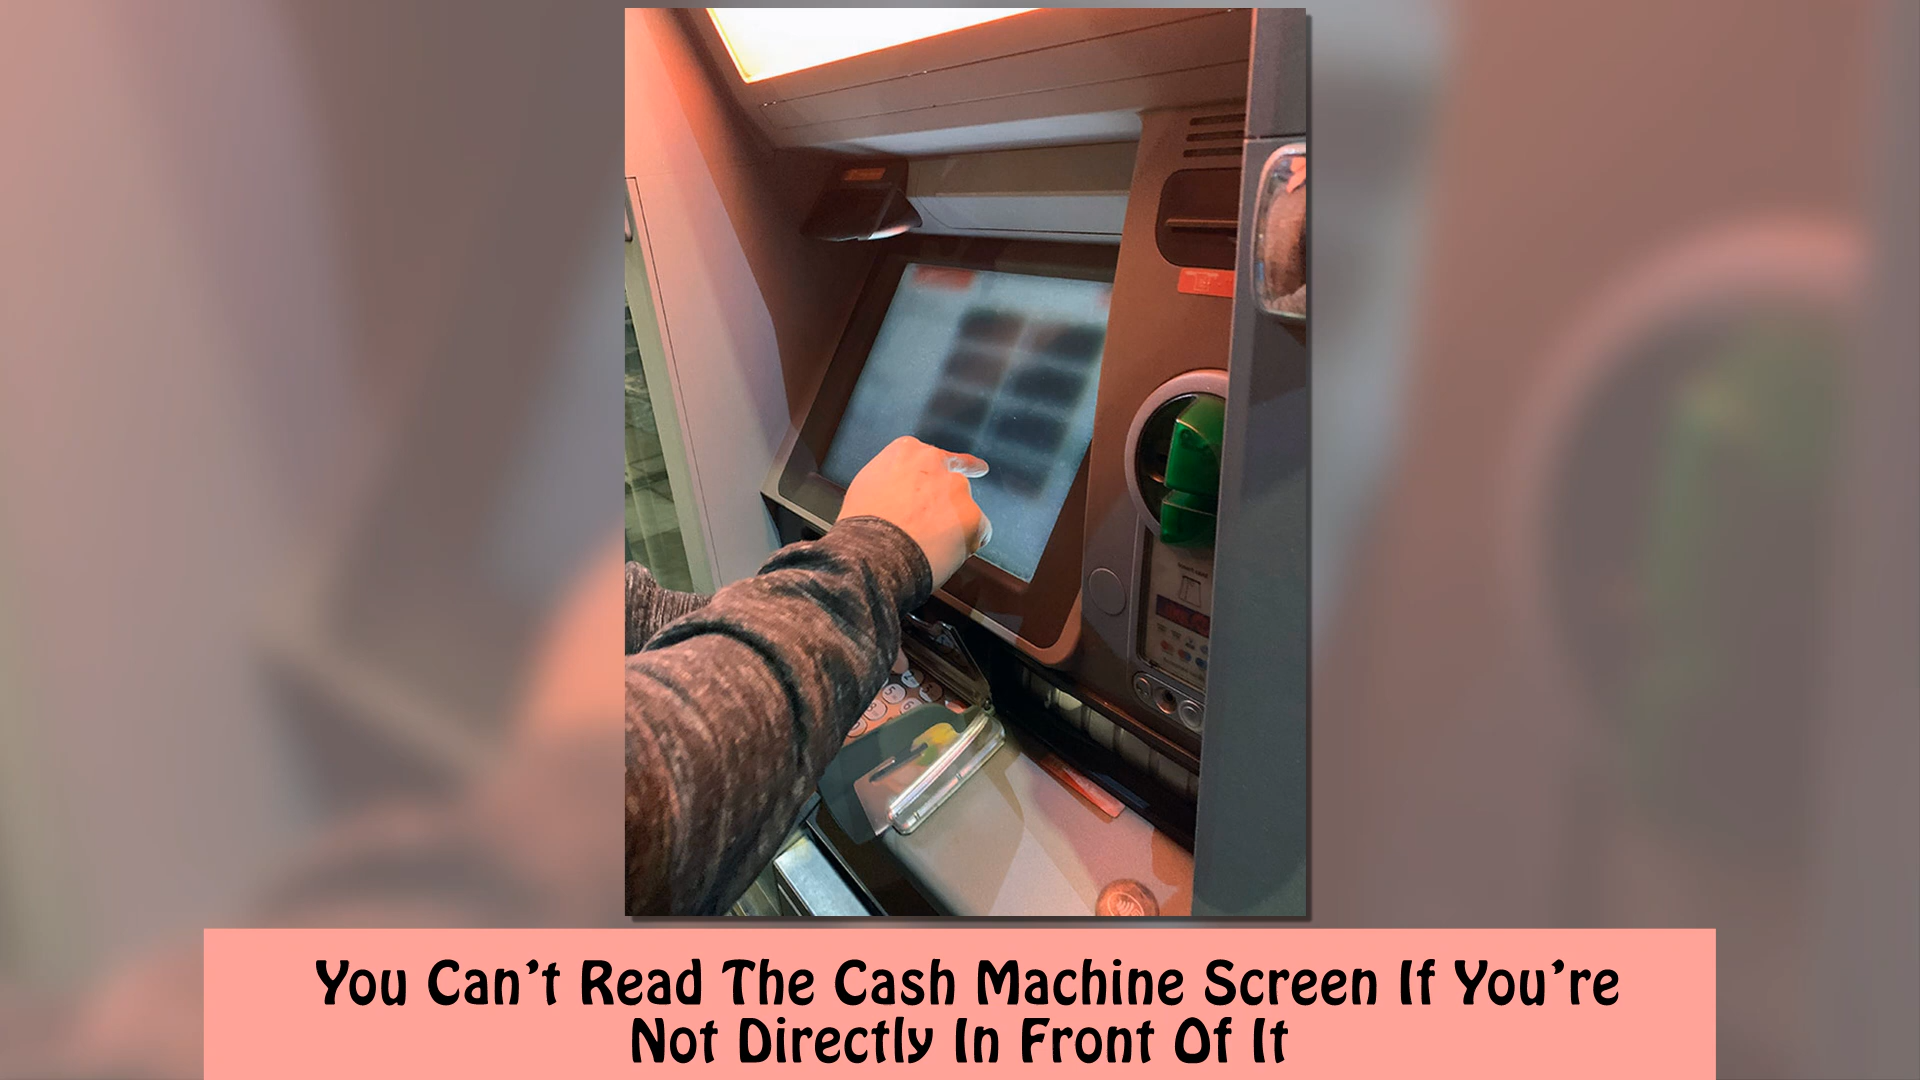 You Can't Read The Cash Machine Screen If You're
Not Directly In Front Of It